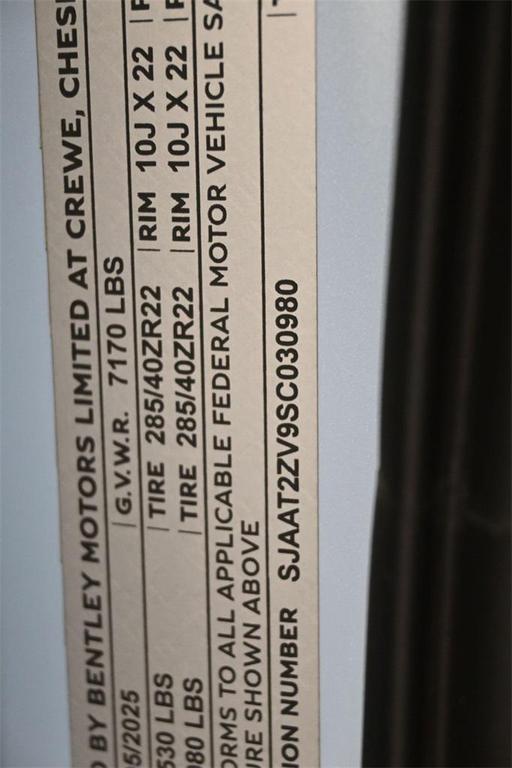 BY BENTLEY MOTORS LIMITED AT CREWE, CHES
5/2025 G.V.W.R. 7170 LBS
530 LBS TIRE 285/40ZR22 RIM 10J X 22
080 LBS TIRE 285/40ZR22 RIM 10J X 22
ORMS TO ALL APPLICABLE FEDERAL MOTOR VEHICLE SA
URE SHOWN ABOVE
ION NUMBER SJAAT2ZV9SC030980